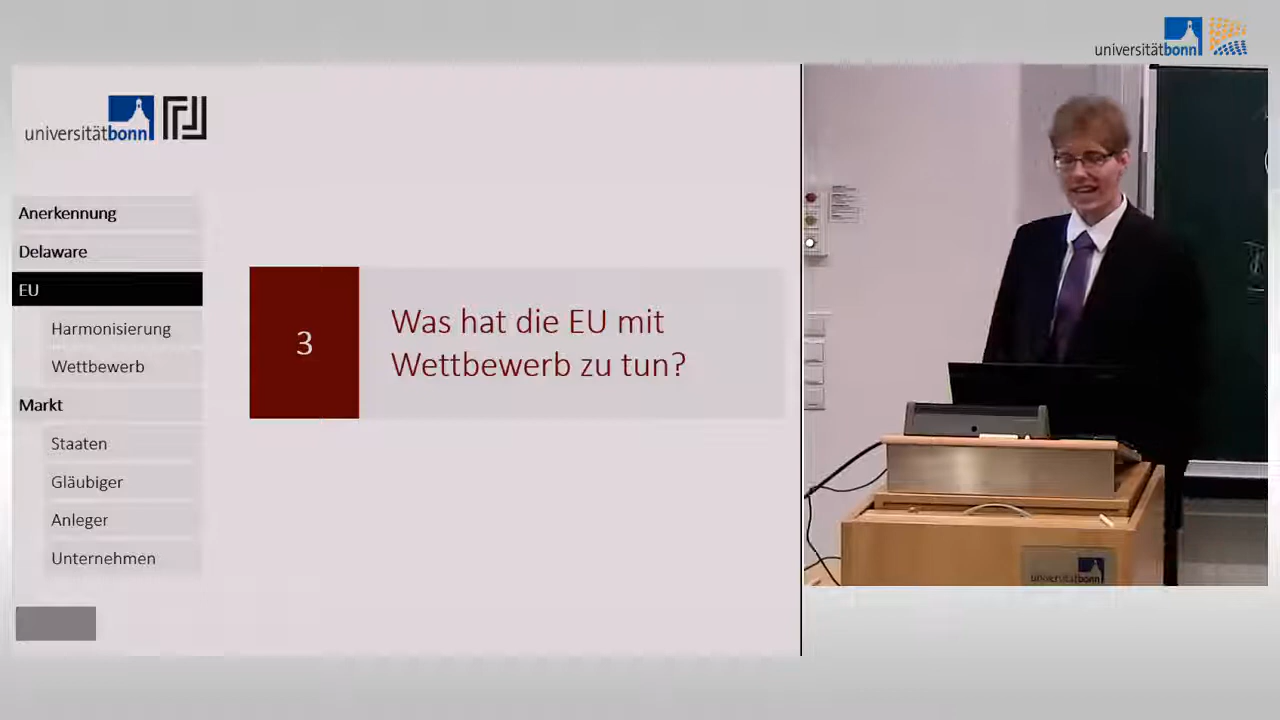 universitätbonn
universitätbonn
Anerkennung
Delaware
EU
Harmonisierung
Wettbewerb
Markt
Staaten
Gläubiger
Anleger
Unternehmen
3
Was hat die EU mit
Wettbewerb zu tun?
universitätbonn